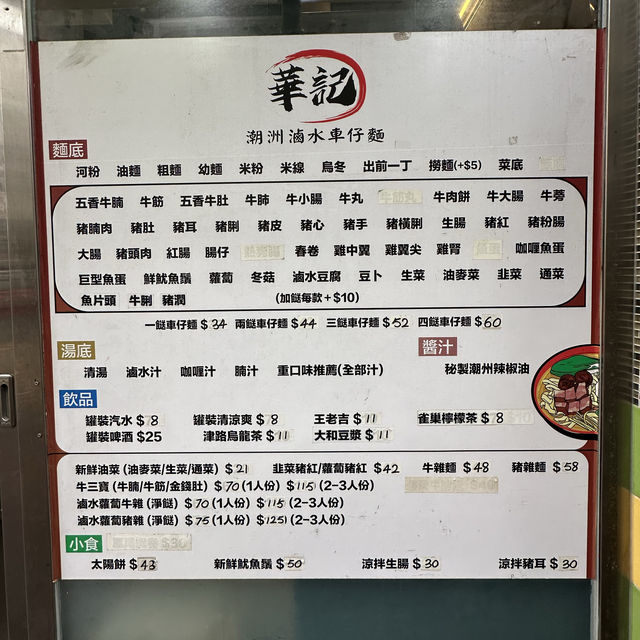 華記
潮洲滷水車仔麵
麵底
河粉 油麵 粗麵 幼麵 米粉 米線 烏冬 出前一丁 撈麵(+$5) 菜底
五香牛腩 牛筋 五香牛肚 牛肺 牛小腸 牛丸 牛筋丸 牛肉餅 牛大腸 牛蒡
豬腩肉 豬肚 豬耳 豬脷 豬皮 豬心 豬手 豬橫脷 生腸 豬紅 豬粉腸
大腸 豬頭肉 紅腸 腸仔 春卷 雞中翼 雞翼尖 雞腎 咖喱魚蛋
巨型魚蛋 鮮魷魚鬚 蘿蔔 冬菇 滷水豆腐 豆卜 生菜 油麥菜 韮菜 通菜
魚片頭 牛脷 豬潤 (加餸每款+$10)
一餸車仔麵 $34 兩餸車仔麵 $44 三餸車仔麵 $52 四餸車仔麵 $60
湯底 醬汁
清湯 滷水汁 咖喱汁 腩汁 重口味推薦(全部汁) 秘製潮州辣椒油
飲品
罐裝汽水 $8 罐裝清涼爽 $8 王老吉 $11 雀巢檸檬茶 $8
罐裝啤酒 $25 津路烏龍茶 $11 大和豆漿 $11
新鮮油菜 (油麥菜/生菜/通菜) $21 韮菜豬紅/蘿蔔豬紅 $42 牛雜麵 $48 豬雜麵 $58
牛三寶 (牛腩/牛筋/金錢肚) $70 (1人份) $115 (2-3人份)
滷水蘿蔔牛雜 (淨餸) $70 (1人份) $115 (2-3人份)
滷水蘿蔔豬雜 (淨餸) $75 (1人份) $125 (2-3人份)
小食
太陽餅 $43 新鮮魷魚鬚 $50 涼拌生腸 $30 涼拌豬耳 $30